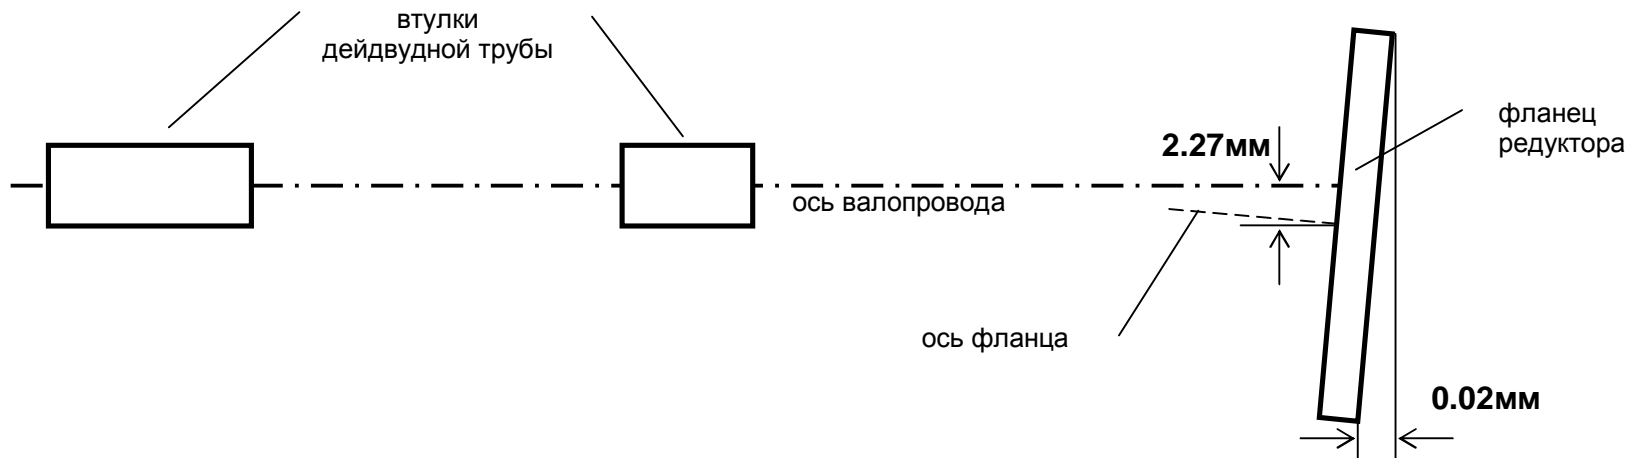 втулки
дейдвудной трубы
фланец
редуктора
2.27мм
ось валопровода
ось фланца
0.02мм